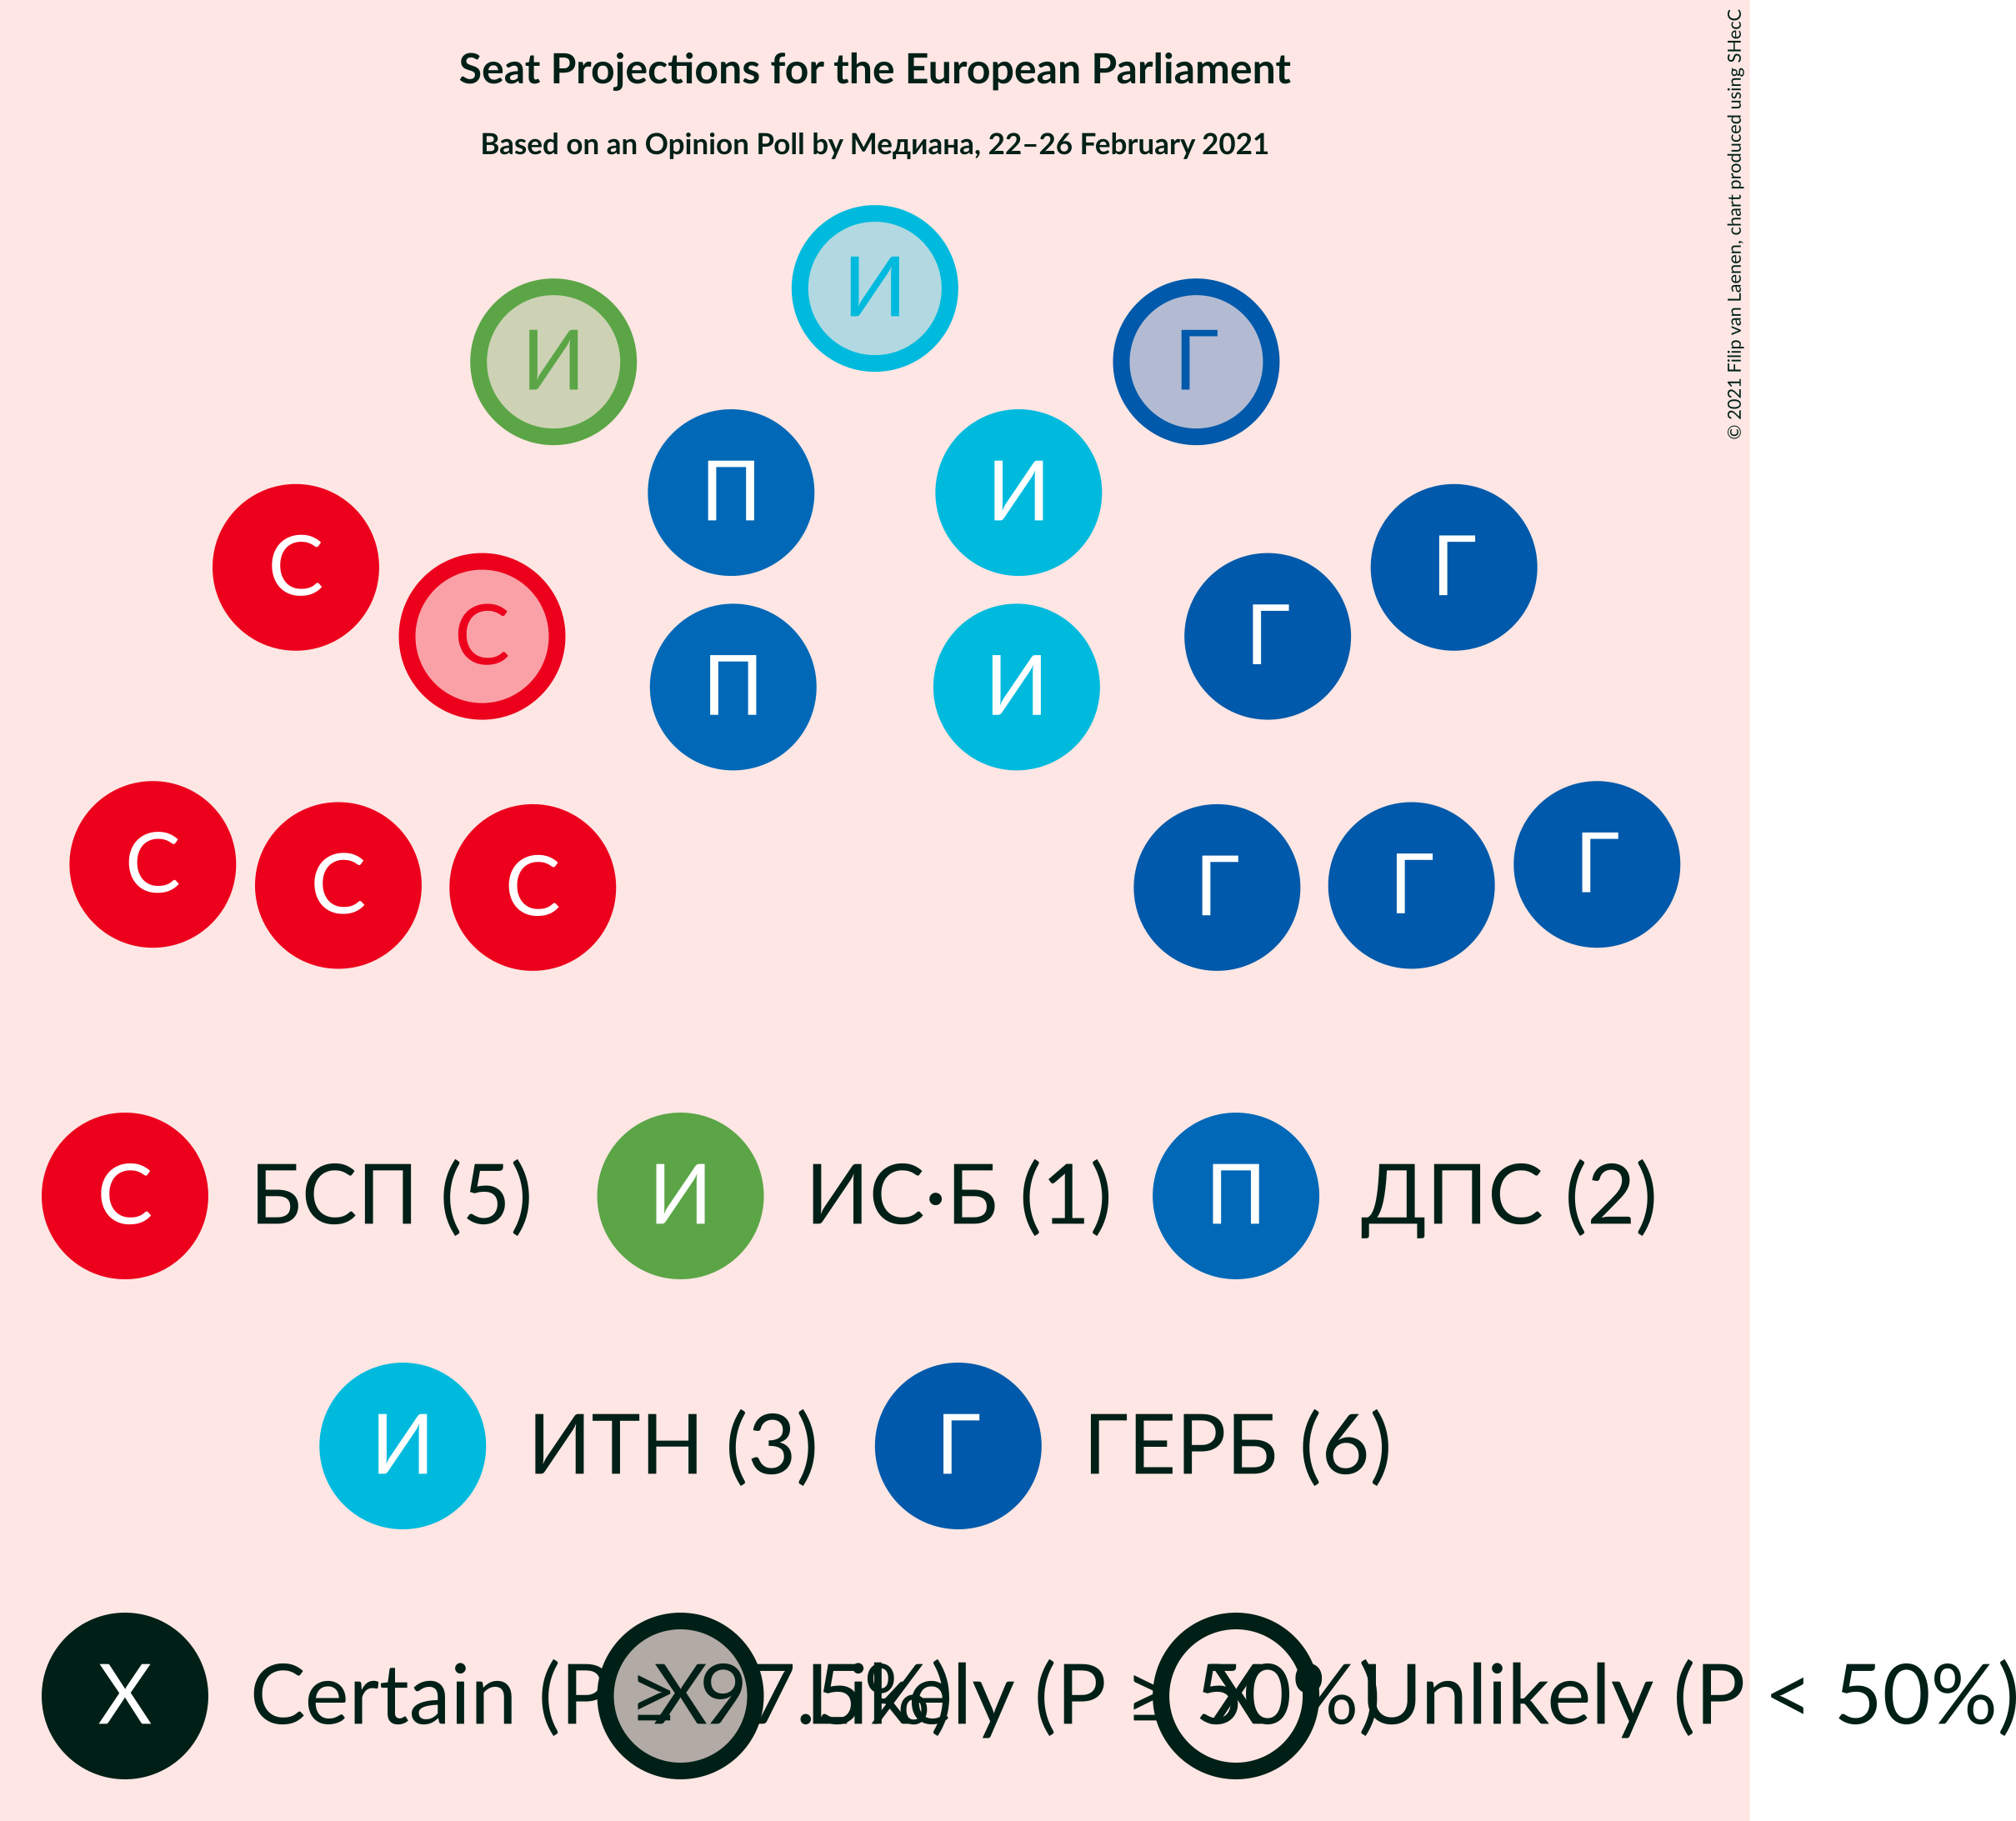 Seat Projections for the European Parliament
Based on an Opinion Poll by Медиана, 22–26 February 2021
© 2021 Filip van Laenen, chart produced using SHecC
И
И
Г
П
И
С
Г
С
Г
П
И
С
С
С
Г
Г
Г
С БСП (5) И ИС•Б (1) П ДПС (2)
И ИТН (3) Г ГЕРБ (6)
X Certain (P ≥ 97.5%) X Likely (P ≥ 50%) X Unlikely (P < 50%)